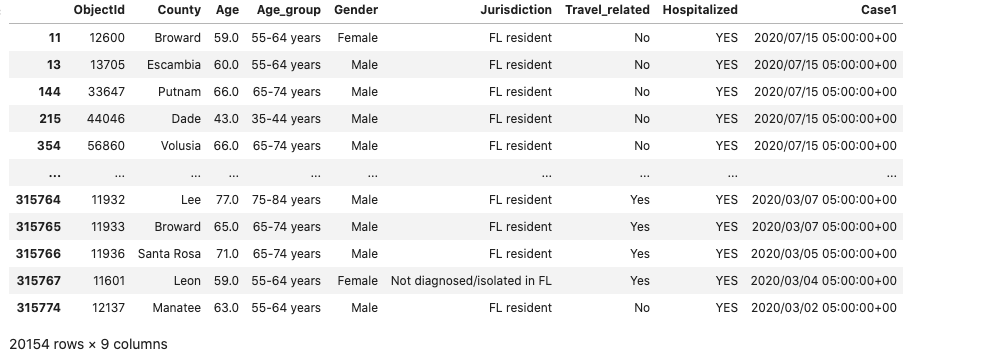 ObjectId County Age Age_group Gender Jurisdiction Travel_related Hospitalized Case1
11 12600 Broward 59.0 55-64 years Female FL resident No YES 2020/07/15 05:00:00+00
13 13705 Escambia 60.0 55-64 years Male FL resident No YES 2020/07/15 05:00:00+00
144 33647 Putnam 66.0 65-74 years Male FL resident No YES 2020/07/15 05:00:00+00
215 44046 Dade 43.0 35-44 years Male FL resident No YES 2020/07/15 05:00:00+00
354 56860 Volusia 66.0 65-74 years Male FL resident No YES 2020/07/15 05:00:00+00
... ... ... ... ... ... ... ... ... ...
315764 11932 Lee 77.0 75-84 years Male FL resident Yes YES 2020/03/07 05:00:00+00
315765 11933 Broward 65.0 65-74 years Male FL resident Yes YES 2020/03/07 05:00:00+00
315766 11936 Santa Rosa 71.0 65-74 years Male FL resident Yes YES 2020/03/05 05:00:00+00
315767 11601 Leon 59.0 55-64 years Female Not diagnosed/isolated in FL Yes YES 2020/03/04 05:00:00+00
315774 12137 Manatee 63.0 55-64 years Male FL resident No YES 2020/03/02 05:00:00+00
20154 rows × 9 columns